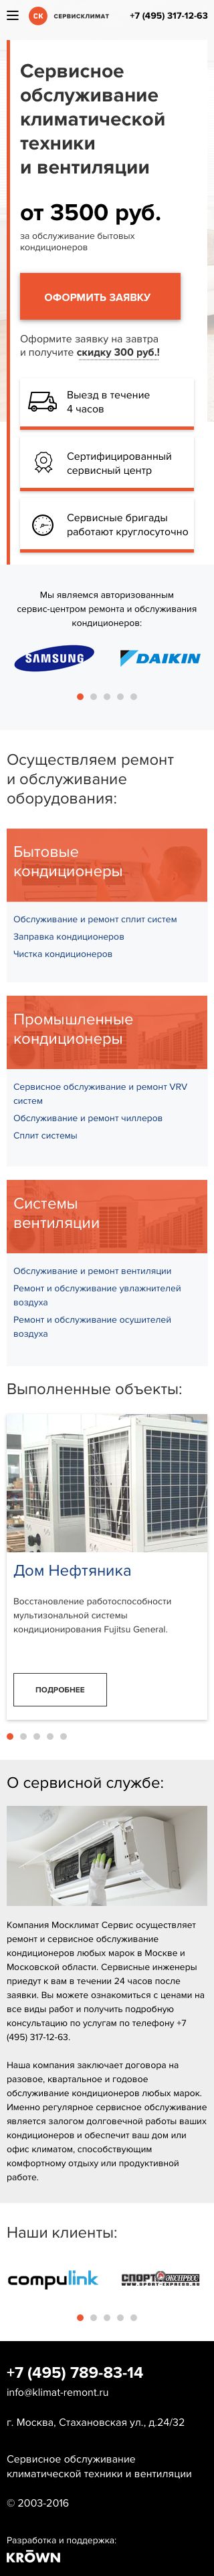 СК СЕРВИСКЛИМАТ +7 (495) 317-12-63
Сервисное
обслуживание
климатической
техники
и вентиляции
от 3500 руб.
за обслуживание бытовых
кондиционеров
ОФОРМИТЬ ЗАЯВКУ
Оформите заявку на завтра
и получите скидку 300 руб.!
Выезд в течение
4 часов
Сертифицированный
сервисный центр
Сервисные бригады
работают круглосуточно
Мы являемся авторизованным
сервис-центром ремонта и обслуживания
кондиционеров:
SAMSUNG DAIKIN
Осуществляем ремонт
и обслуживание
оборудования:
Бытовые
кондиционеры
Обслуживание и ремонт сплит систем
Заправка кондиционеров
Чистка кондиционеров
Промышленные
кондиционеры
Сервисное обслуживание и ремонт VRV
систем
Обслуживание и ремонт чиллеров
Сплит системы
Системы
вентиляции
Обслуживание и ремонт вентиляции
Ремонт и обслуживание увлажнителей
воздуха
Ремонт и обслуживание осушителей
воздуха
Выполненные объекты:
Дом Нефтяника
Восстановление работоспособности
мультизональной системы
кондиционирования Fujitsu General.
ПОДРОБНЕЕ
О сервисной службе:
Компания Москлимат Сервис осуществляет
ремонт и сервисное обслуживание
кондиционеров любых марок в Москве и
Московской области. Сервисные инженеры
приедут к вам в течении 24 часов после
заявки. Вы можете ознакомиться с ценами на
все виды работ и получить подробную
консультацию по услугам по телефону +7
(495) 317-12-63.
Наша компания заключает договора на
разовое, квартальное и годовое
обслуживание кондиционеров любых марок.
Именно регулярное сервисное обслуживание
является залогом долговечной работы ваших
кондиционеров и обеспечит ваш дом или
офис климатом, способствующим
комфортному отдыху или продуктивной
работе.
Наши клиенты:
compulink СПОРТ ЭКСПРЕСС
WWW.SPORT-EXPRESS.RU
+7 (495) 789-83-14
info@klimat-remont.ru
г. Москва, Стахановская ул., д.24/32
Сервисное обслуживание
климатической техники и вентиляции
© 2003-2016
Разработка и поддержка:
KRŌWN